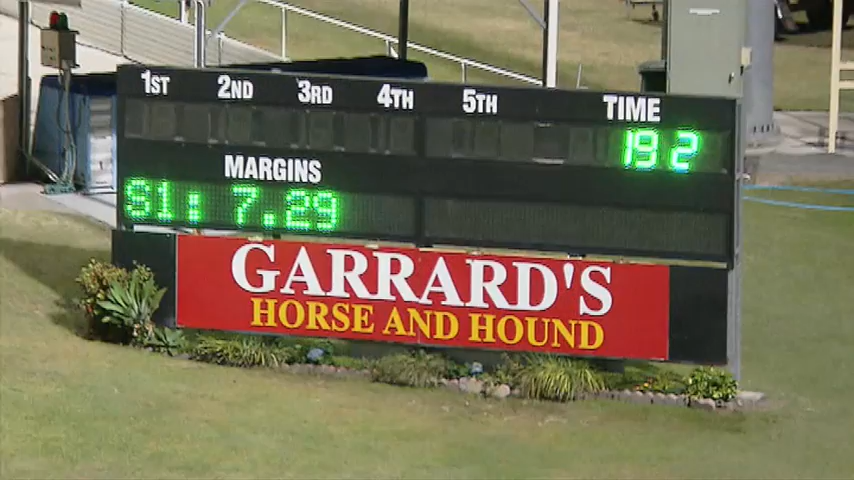 1ST 2ND 3RD 4TH 5TH TIME
19 2
MARGINS
S1: 7.29
GARRARD'S
HORSE AND HOUND